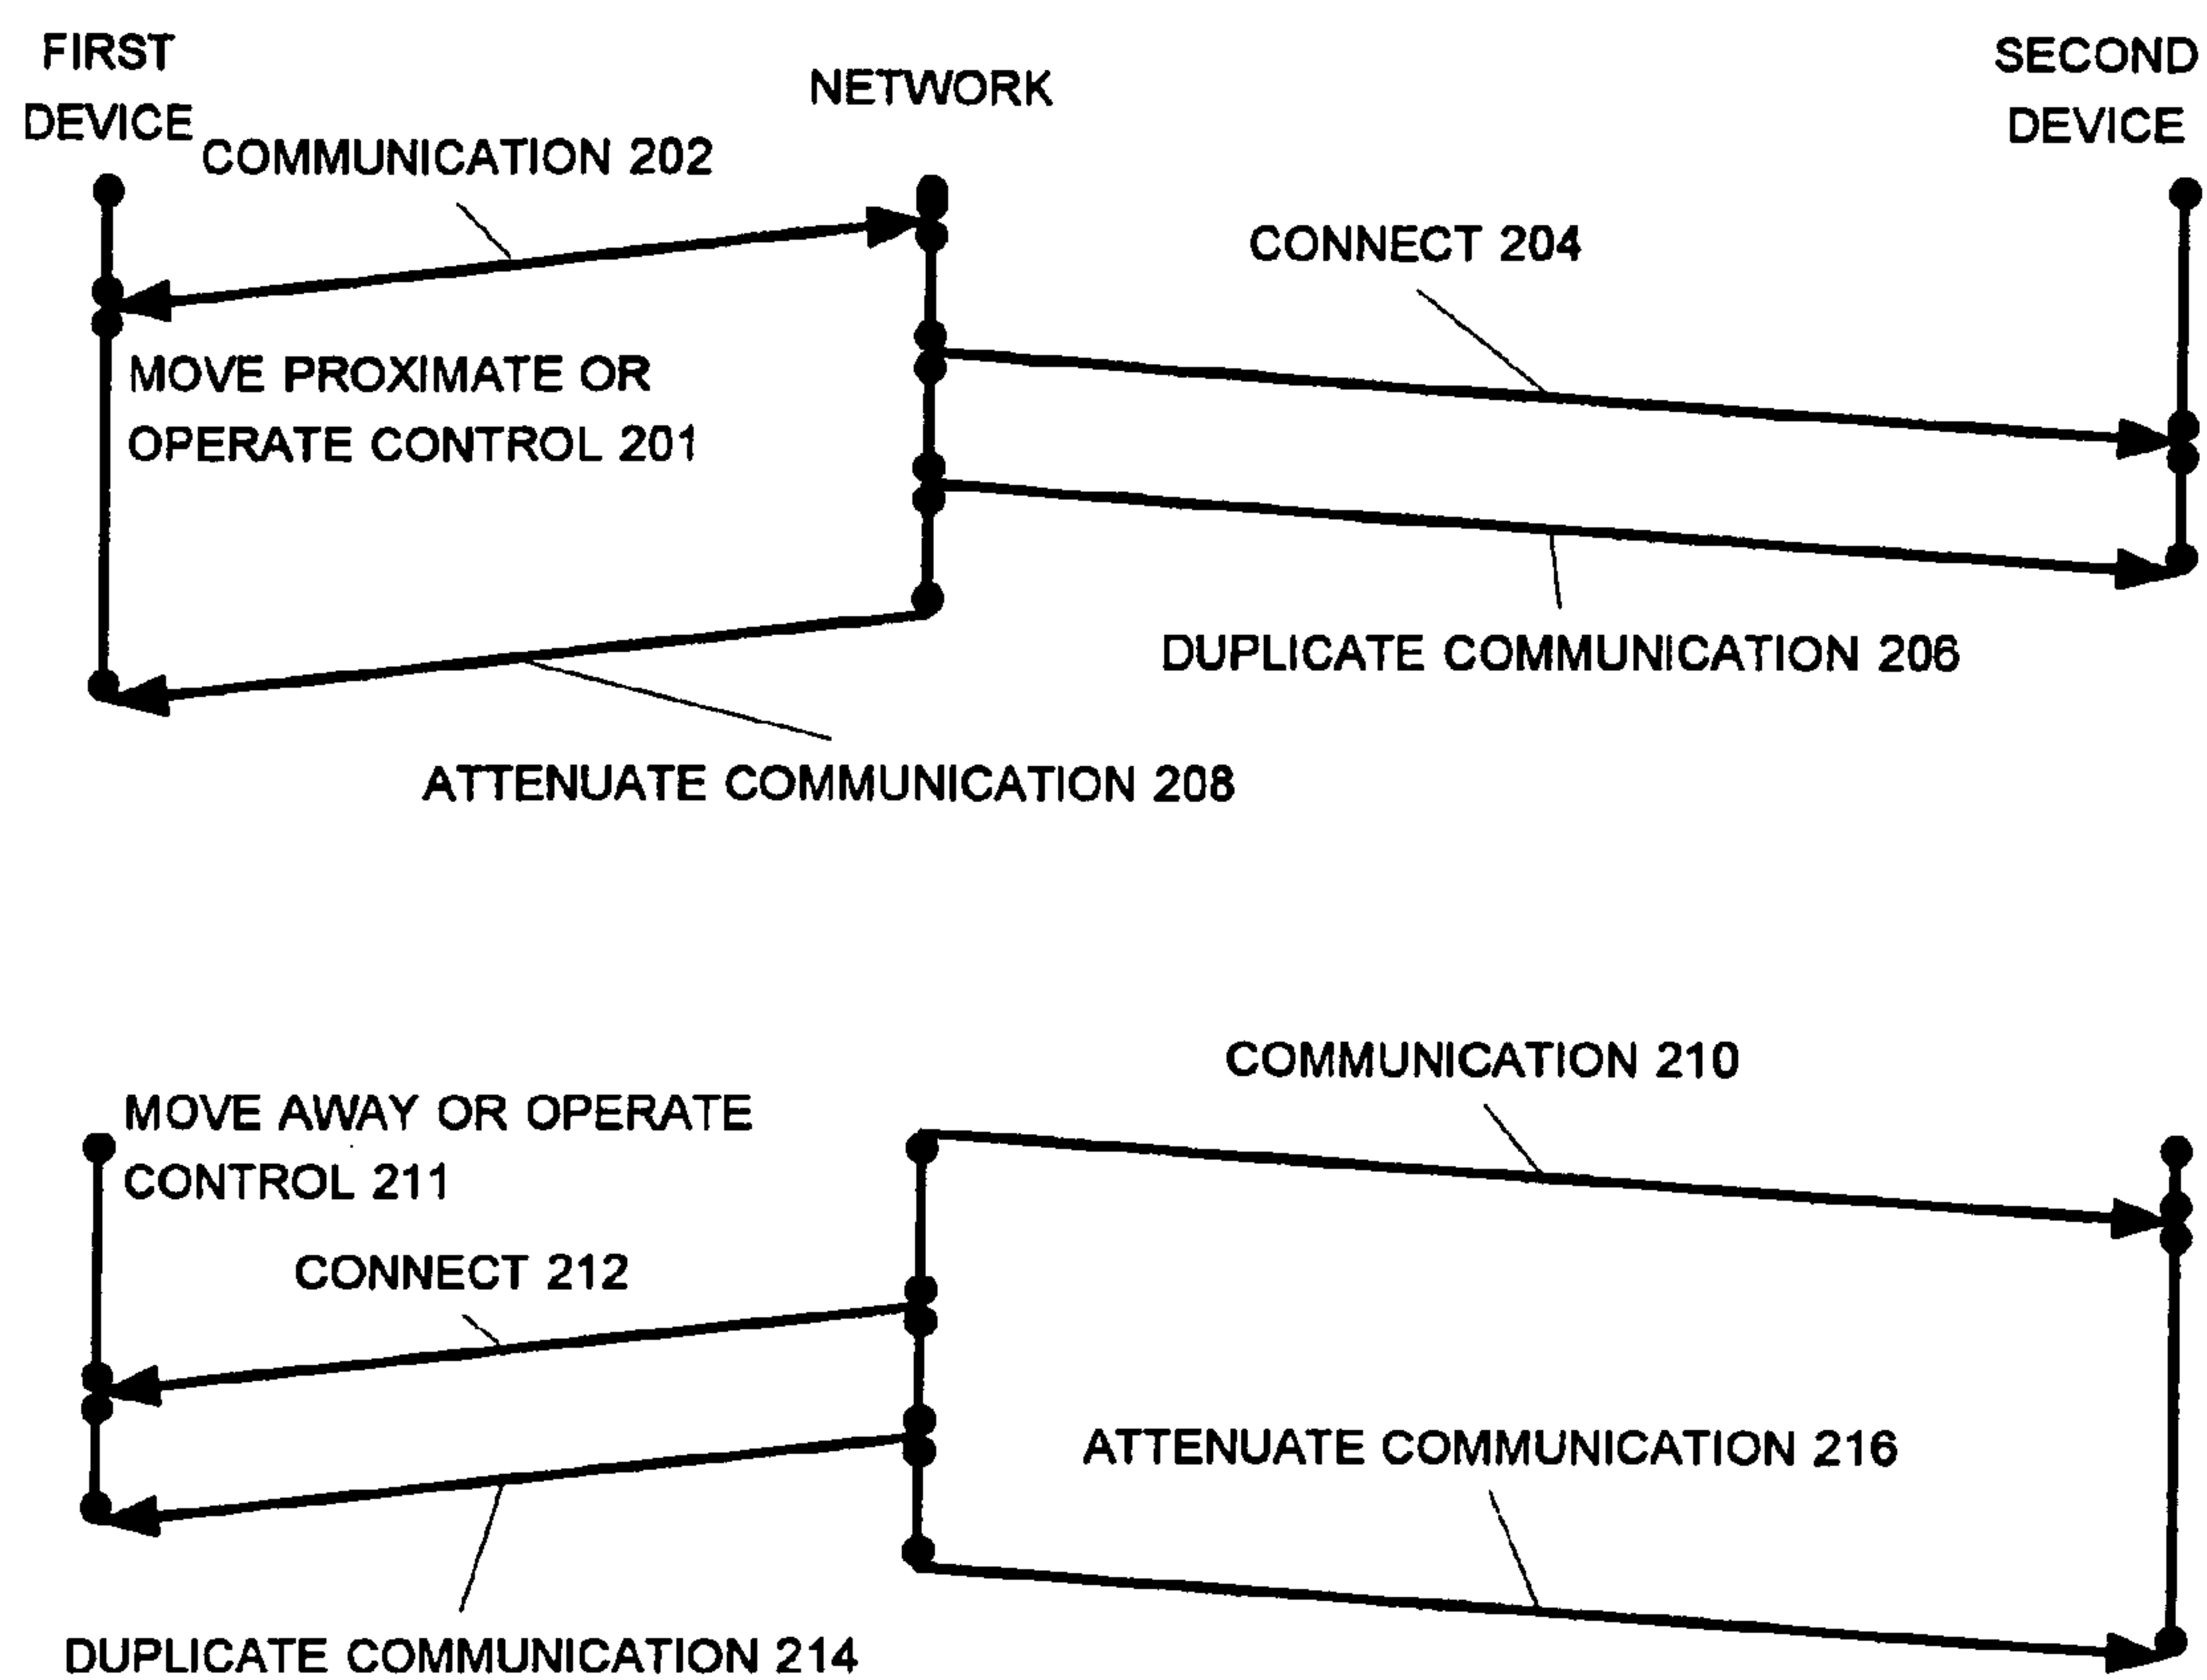 FIRST
DEVICE
NETWORK
SECOND
DEVICE
COMMUNICATION 202
CONNECT 204
MOVE PROXIMATE OR
OPERATE CONTROL 201
DUPLICATE COMMUNICATION 206
ATTENUATE COMMUNICATION 208
COMMUNICATION 210
MOVE AWAY OR OPERATE
CONTROL 211
CONNECT 212
ATTENUATE COMMUNICATION 216
DUPLICATE COMMUNICATION 214